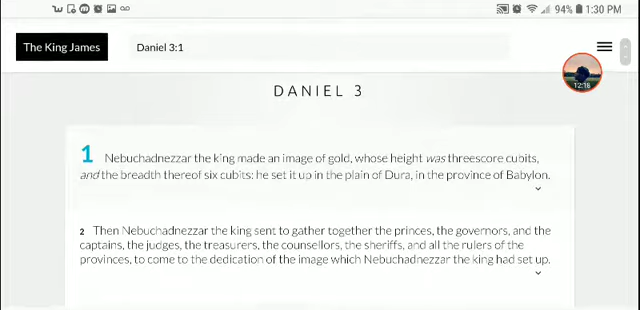 94% 1:30 PM
The King James Daniel 3:1
12:18
DANIEL 3
1 Nebuchadnezzar the king made an image of gold, whose height was threescore cubits,
and the breadth thereof six cubits: he set it up in the plain of Dura, in the province of Babylon.
2 Then Nebuchadnezzar the king sent to gather together the princes, the governors, and the
captains, the judges, the treasurers, the counsellors, the sheriffs, and all the rulers of the
provinces, to come to the dedication of the image which Nebuchadnezzar the king had set up.